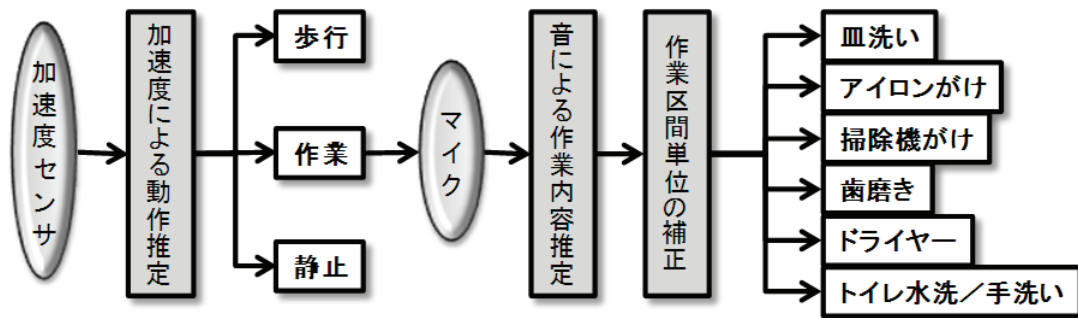 加速度センサ
加速度による動作推定
歩行
作業
静止
マイク
音による作業内容推定
作業区間単位の補正
皿洗い
アイロンがけ
掃除機がけ
歯磨き
ドライヤー
トイレ水洗／手洗い